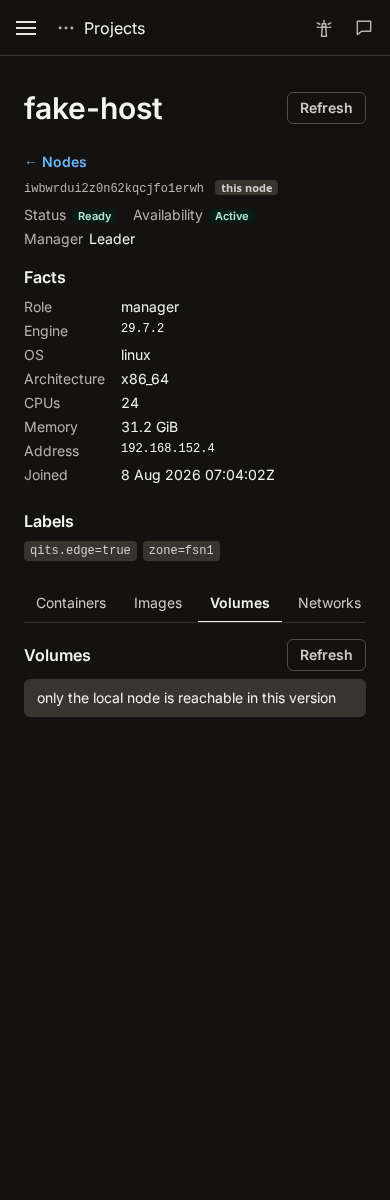 Projects
fake-host
Refresh
← Nodes
iwbwrdui2z0n62kqcjfo1erwh this node
Status Ready Availability Active
Manager Leader
Facts
Role manager
Engine 29.7.2
OS linux
Architecture x86_64
CPUs 24
Memory 31.2 GiB
Address 192.168.152.4
Joined 8 Aug 2026 07:04:02Z
Labels
qits.edge=true zone=fsn1
Containers Images Volumes Networks
Volumes Refresh
only the local node is reachable in this version